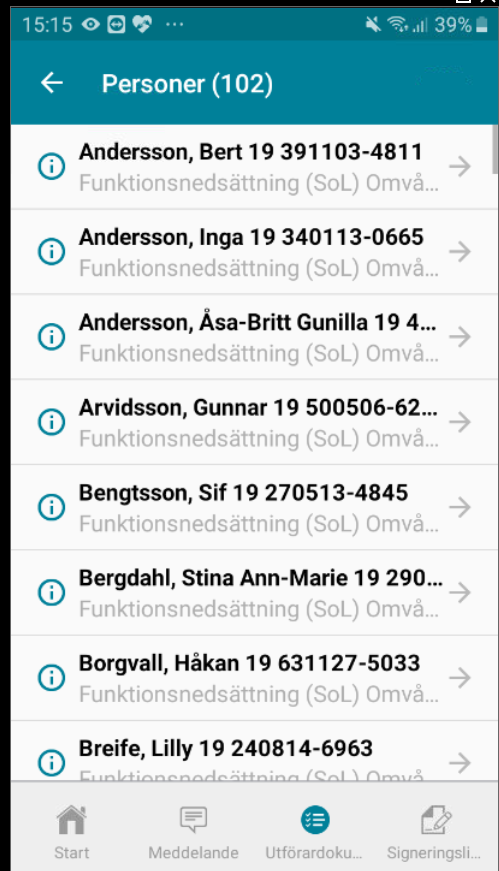 15:15 ... 39%
Personer (102)
Andersson, Bert 19 391103-4811
Funktionsnedsättning (SoL) Omvå...
Andersson, Inga 19 340113-0665
Funktionsnedsättning (SoL) Omvå...
Andersson, Åsa-Britt Gunilla 19 4...
Funktionsnedsättning (SoL) Omvå...
Arvidsson, Gunnar 19 500506-62...
Funktionsnedsättning (SoL) Omvå...
Bengtsson, Sif 19 270513-4845
Funktionsnedsättning (SoL) Omvå...
Bergdahl, Stina Ann-Marie 19 290...
Funktionsnedsättning (SoL) Omvå...
Borgvall, Håkan 19 631127-5033
Funktionsnedsättning (SoL) Omvå...
Breife, Lilly 19 240814-6963
Funktionsnedsättning (SoL) Omvå
Start Meddelande Utförardoku... Signeringsli...